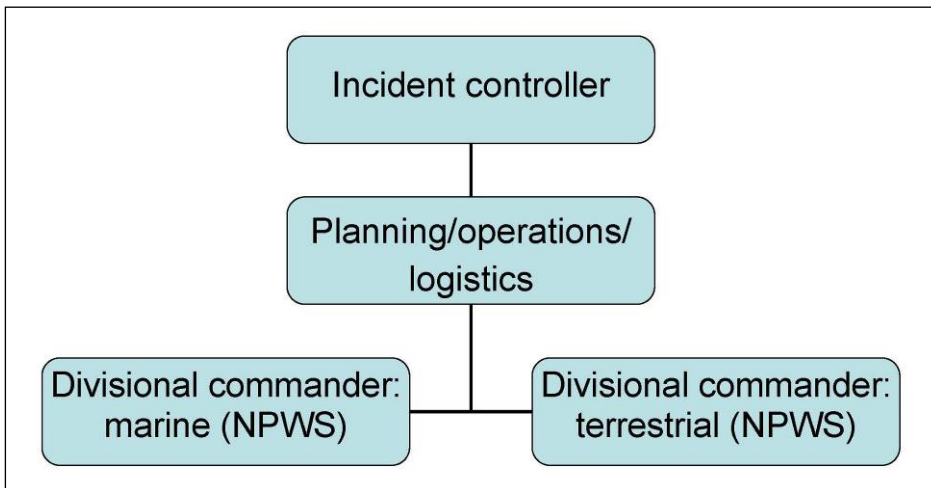 Incident controller
Planning/operations/
logistics
Divisional commander:
marine (NPWS)
Divisional commander:
terrestrial (NPWS)